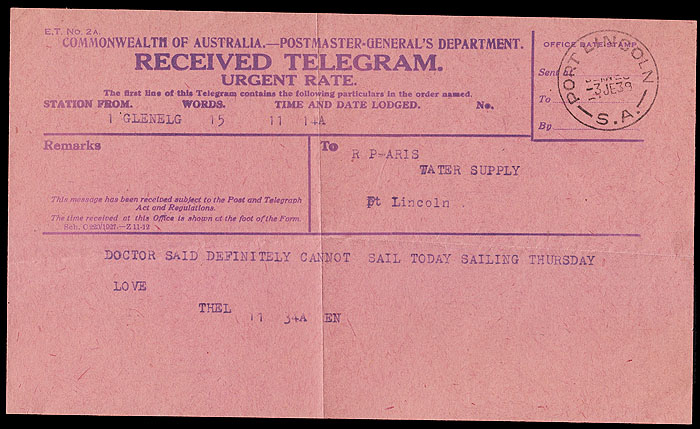 E.T. No. 2A.
COMMONWEALTH OF AUSTRALIA.—POSTMASTER-GENERAL'S DEPARTMENT.
RECEIVED TELEGRAM.
URGENT RATE.
The first line of this Telegram contains the following particulars in the order named.
STATION FROM. WORDS. TIME AND DATE LODGED. No.
1 GLENELG 15 11 14A
OFFICE DATE STAMP
Sent
To
By
PORT LINCOLN
3 JE 39
S.A.
Remarks
This message has been received subject to the Post and Telegraph
Act and Regulations.
The time received at this Office is shown at the foot of the Form.
To
R P-ARIS
WATER SUPPLY
Pt Lincoln
DOCTOR SAID DEFINITELY CANNOT SAIL TODAY SAILING THURSDAY
LOVE
THEL 11 34A EN